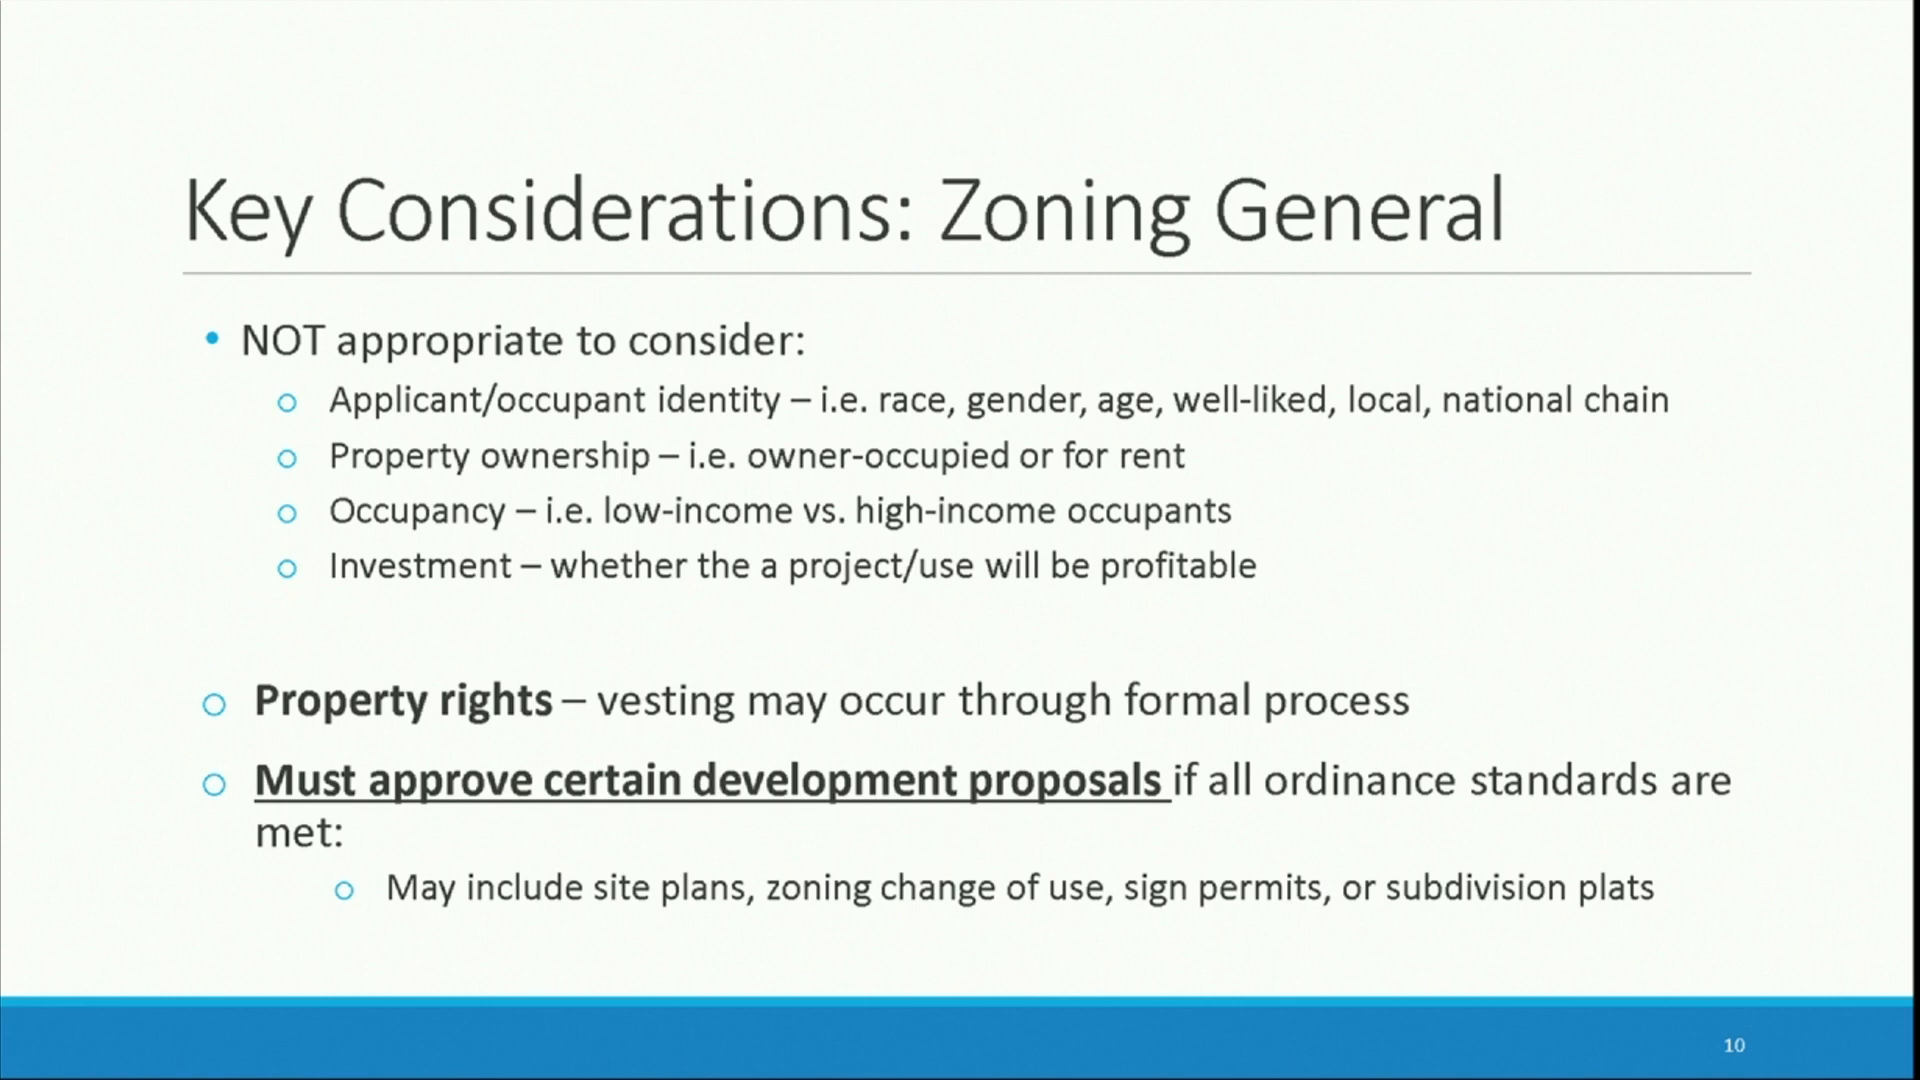 Key Considerations: Zoning General
• NOT appropriate to consider:
o Applicant/occupant identity – i.e. race, gender, age, well-liked, local, national chain
o Property ownership – i.e. owner-occupied or for rent
o Occupancy – i.e. low-income vs. high-income occupants
o Investment – whether the a project/use will be profitable
o Property rights – vesting may occur through formal process
o Must approve certain development proposals if all ordinance standards are
met:
o May include site plans, zoning change of use, sign permits, or subdivision plats
10